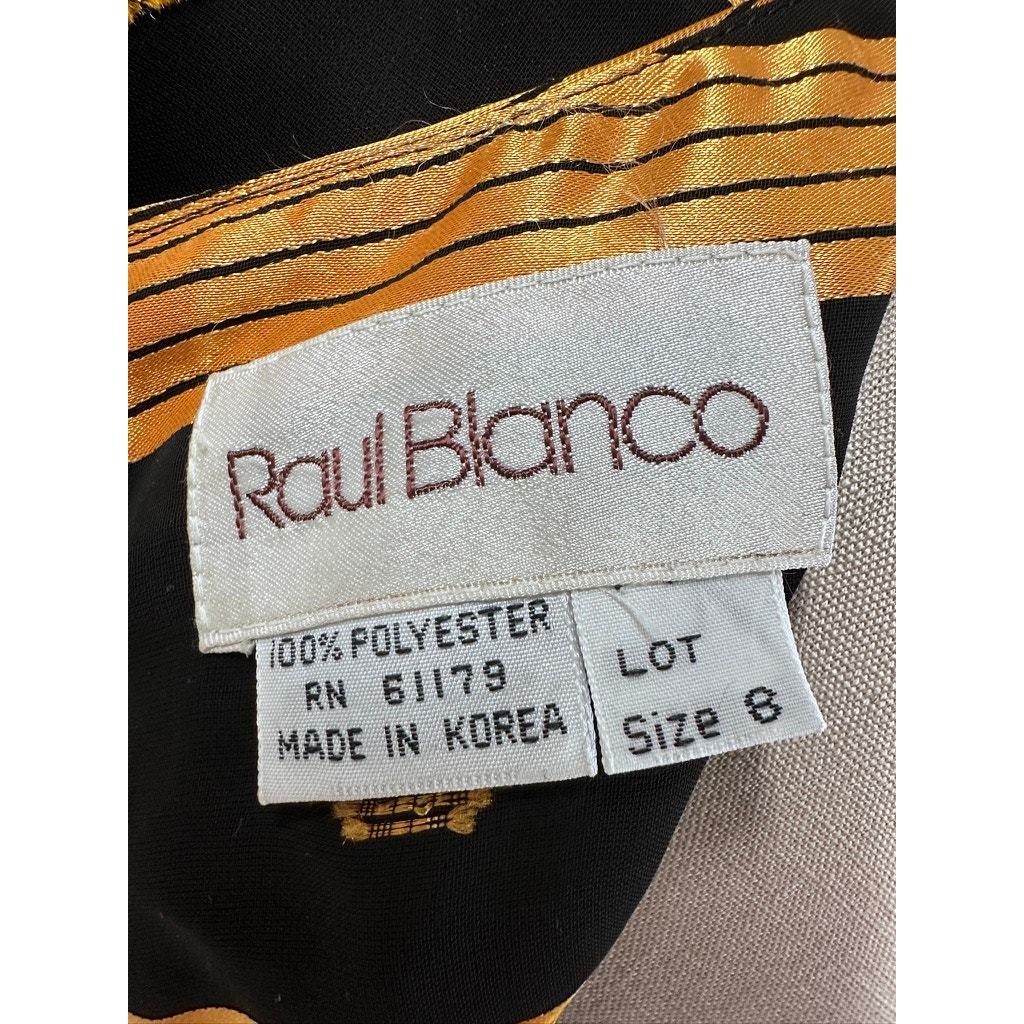 Raul Blanco
100% POLYESTER
RN 61179
MADE IN KOREA
LOT
Size 8